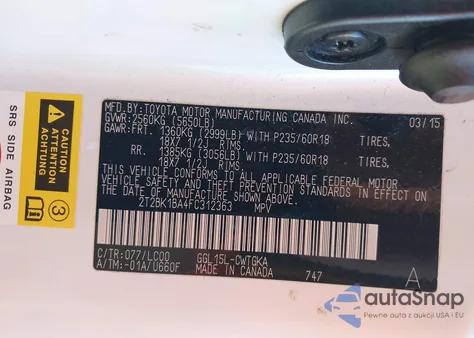 MFD.BY: TOYOTA MOTOR MANUFACTURING CANADA INC. 03/15
GVWR: 2560KG (5650LB)
GAWR: FRT. 1360KG (2999LB) WITH P235/60R18 TIRES,
18X7 1/2J RIMS.
RR. 1385KG (3056LB) WITH P235/60R18 TIRES,
18X7 1/2J RIMS.
THIS VEHICLE CONFORMS TO ALL APPLICABLE FEDERAL MOTOR
VEHICLE SAFETY AND THEFT PREVENTION STANDARDS IN
EFFECT ON THE DATE OF MANUFACTURE SHOWN ABOVE.
2T2BK1BA4FC312363 MPV
C/TR: 077/LC00 GGL15L-CWTGKA
A/TM: -01A/U660F MADE IN CANADA 747 A
SRS SIDE AIRBAG
CAUTION
ATTENTION
3
autoSnap
Pewne auta z aukcji USA i EU